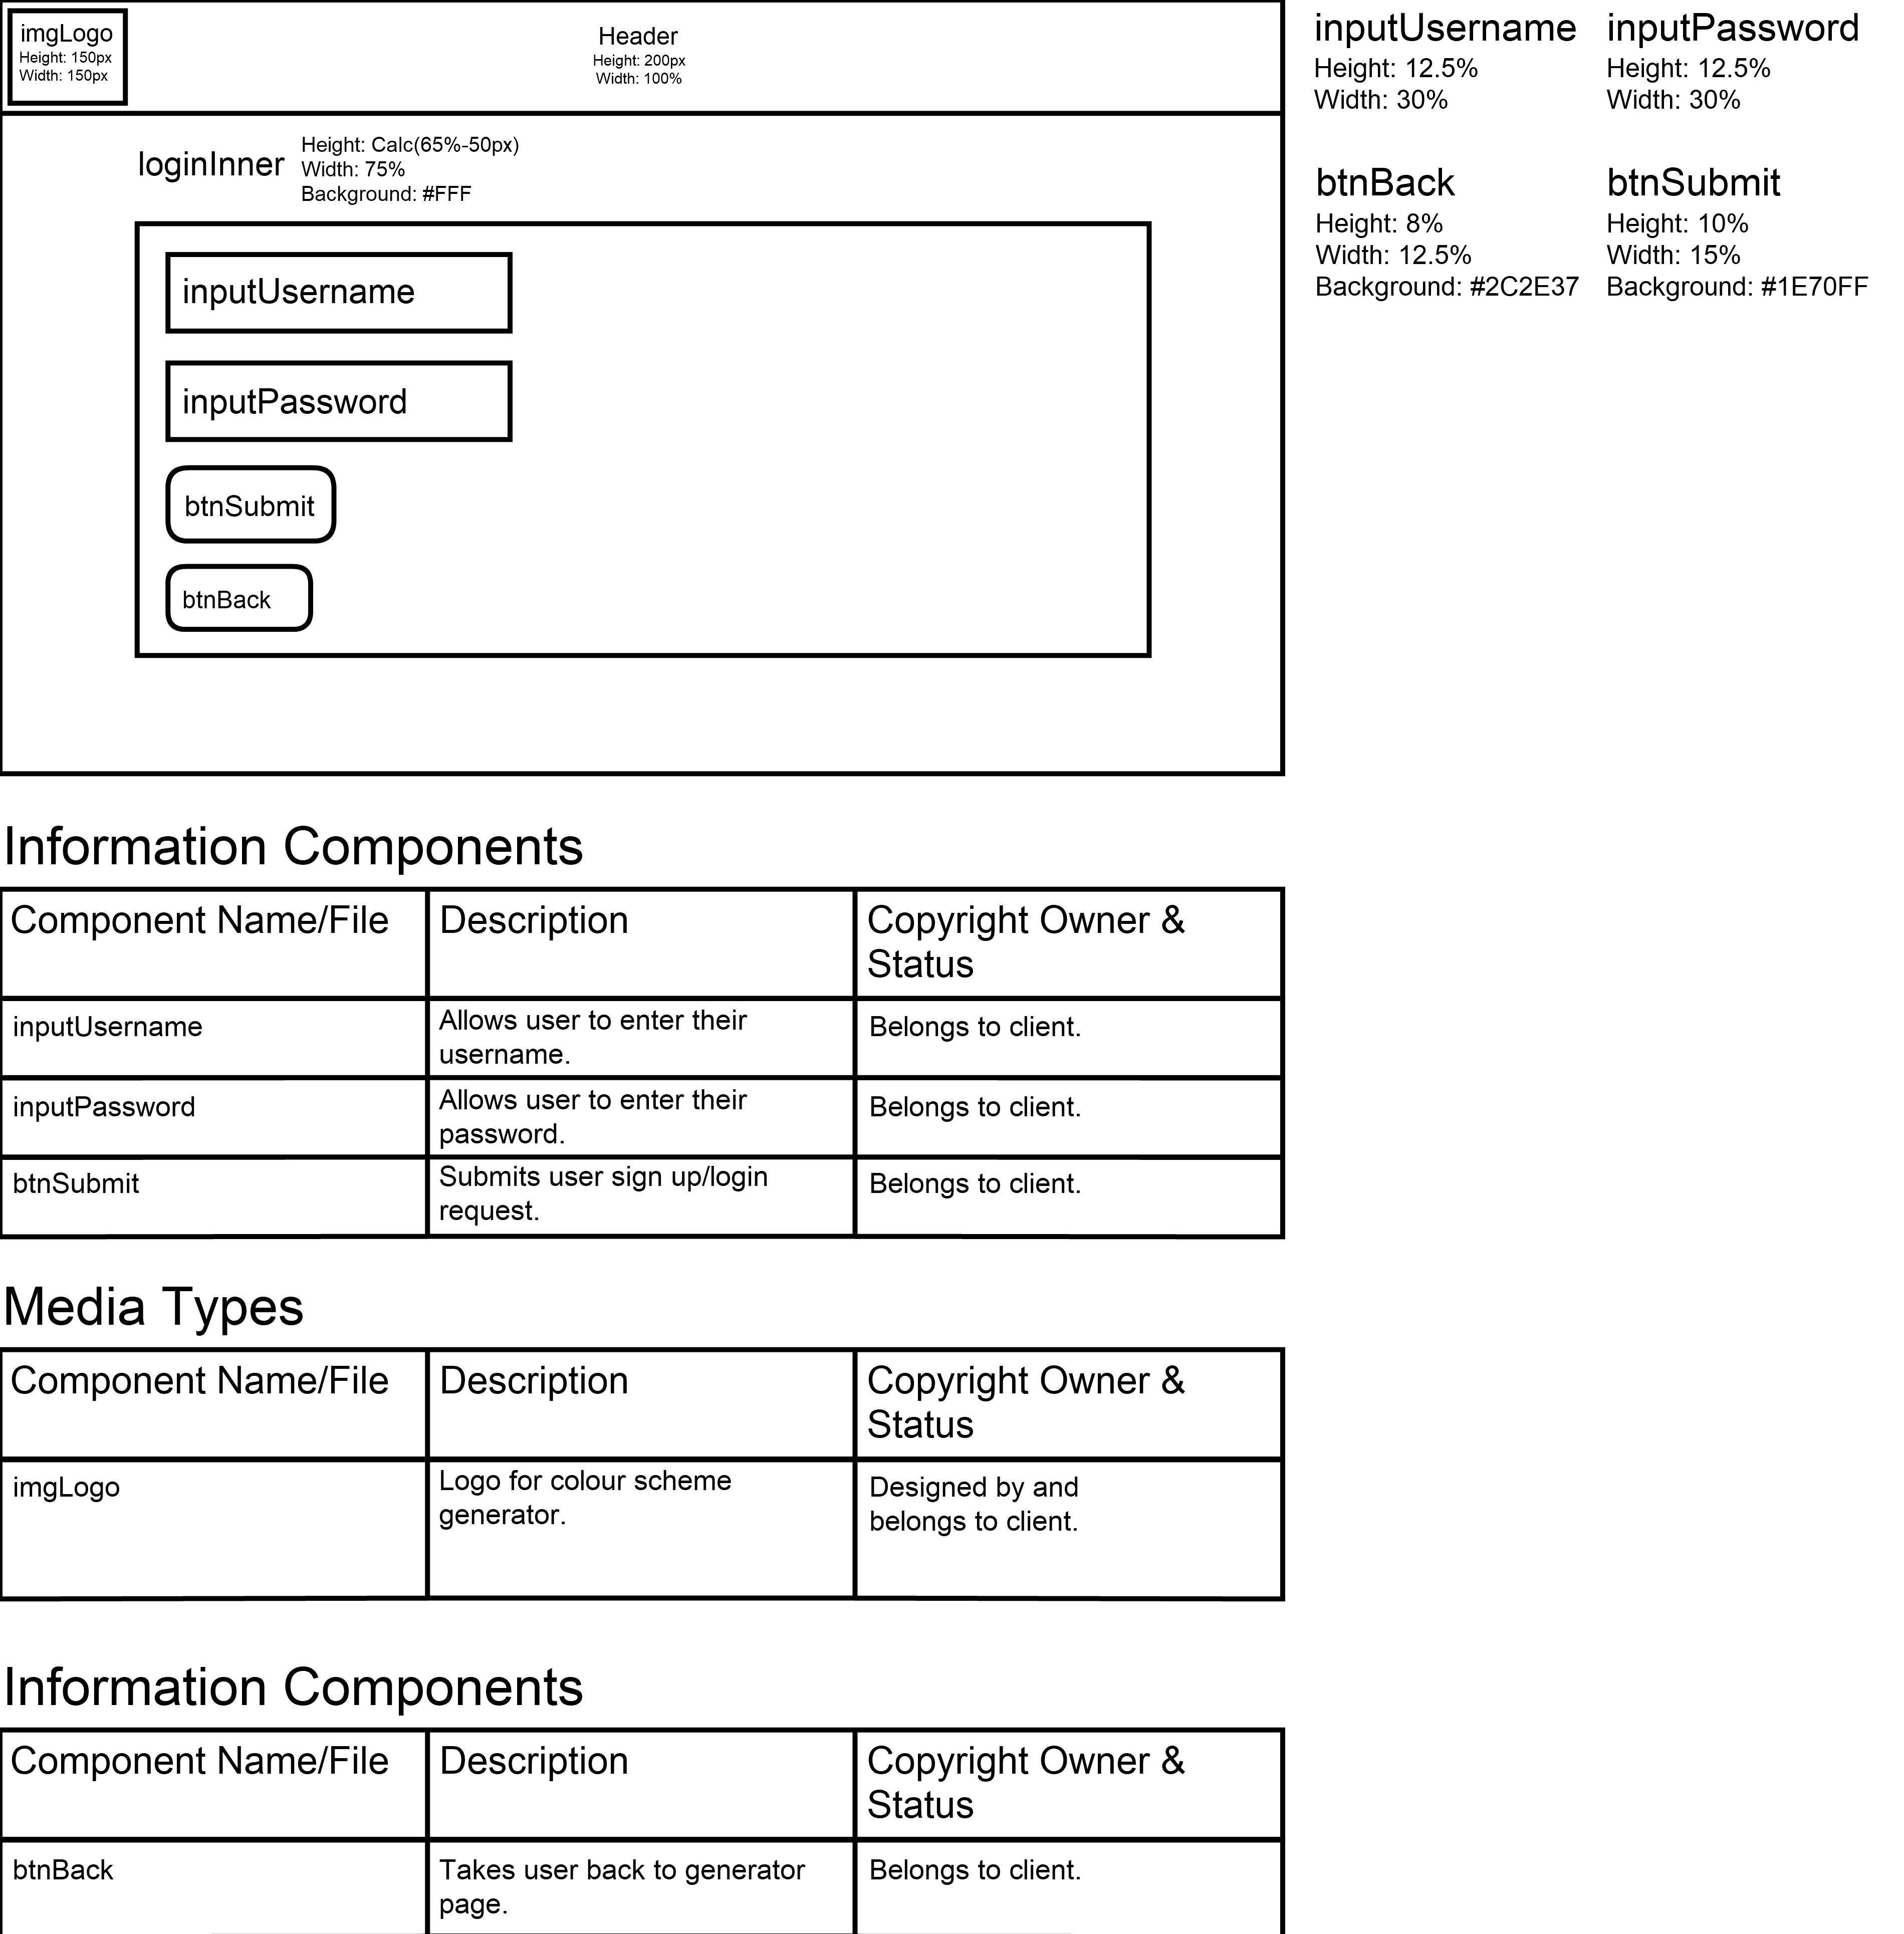 imgLogo
Height: 150px
Width: 150px
Header
Height: 200px
Width: 100%
inputUsername
Height: 12.5%
Width: 30%
inputPassword
Height: 12.5%
Width: 30%
btnBack
Height: 8%
Width: 12.5%
Background: #2C2E37
btnSubmit
Height: 10%
Width: 15%
Background: #1E70FF
loginInner
Height: Calc(65%-50px)
Width: 75%
Background: #FFF
inputUsername
inputPassword
btnSubmit
btnBack
Information Components
Component Name/File
Description
Copyright Owner &
Status
inputUsername
Allows user to enter their
username.
Belongs to client.
inputPassword
Allows user to enter their
password.
Belongs to client.
btnSubmit
Submits user sign up/login
request.
Belongs to client.
Media Types
Component Name/File
Description
Copyright Owner &
Status
imgLogo
Logo for colour scheme
generator.
Designed by and
belongs to client.
Information Components
Component Name/File
Description
Copyright Owner &
Status
btnBack
Takes user back to generator
page.
Belongs to client.